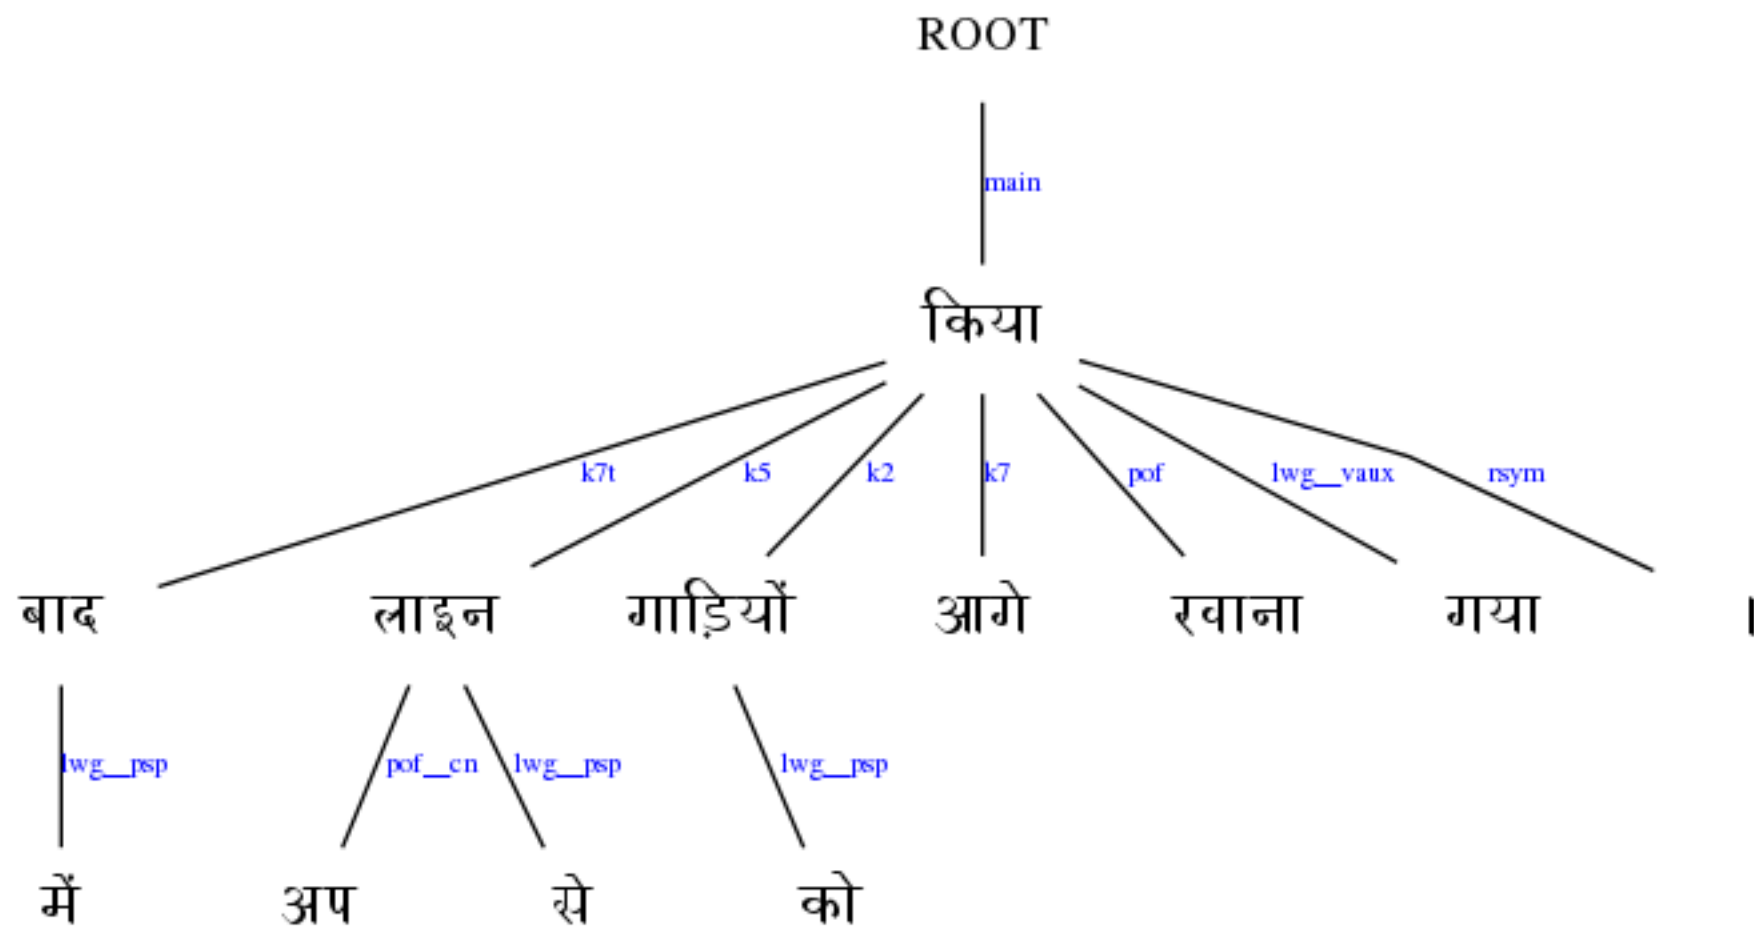 ROOT
main
किया
k7t k5 k2 k7 pof lwg__vaux rsym
बाद लाइन गाड़ियों आगे रवाना गया ।
lwg__psp pof__cn lwg__psp lwg__psp
में अप से को